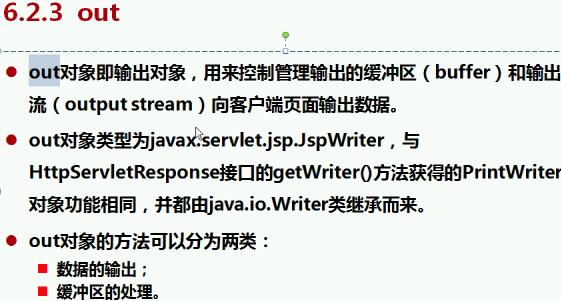 6.2.3 out
out对象即输出对象，用来控制管理输出的缓冲区（buffer）和输出
流（output stream）向客户端页面输出数据。
out对象类型为javax.servlet.jsp.JspWriter，与
HttpServletResponse接口的getWriter()方法获得的PrintWriter
对象功能相同，并都由java.io.Writer类继承而来。
out对象的方法可以分为两类：
数据的输出；
缓冲区的处理。